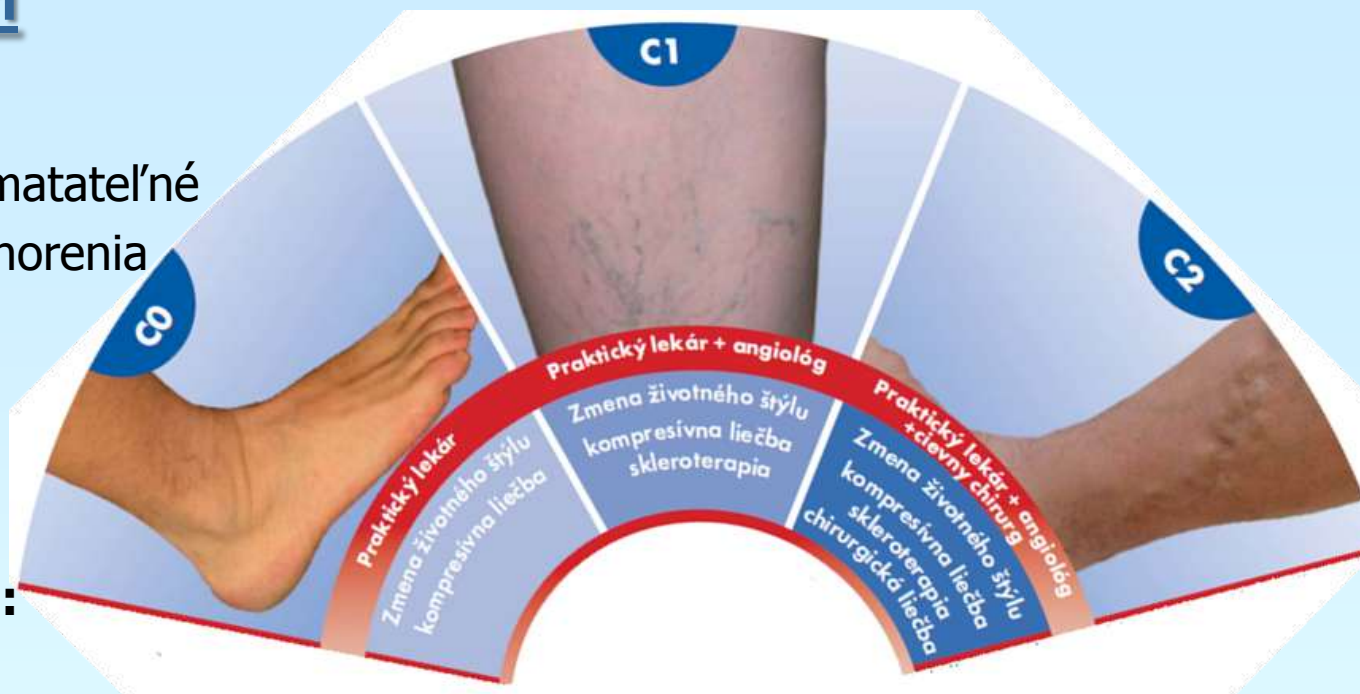 matateľné
horenia
:
C0
Praktický lekár
Zmena životného štýlu
kompresívna liečba
C1
Praktický lekár + angiológ
Zmena životného štýlu
kompresívna liečba
skleroterapia
C2
Praktický lekár + angiológ
+cievny chirurg
Zmena životného štýlu
kompresívna liečba
skleroterapia
chirurgická liečba